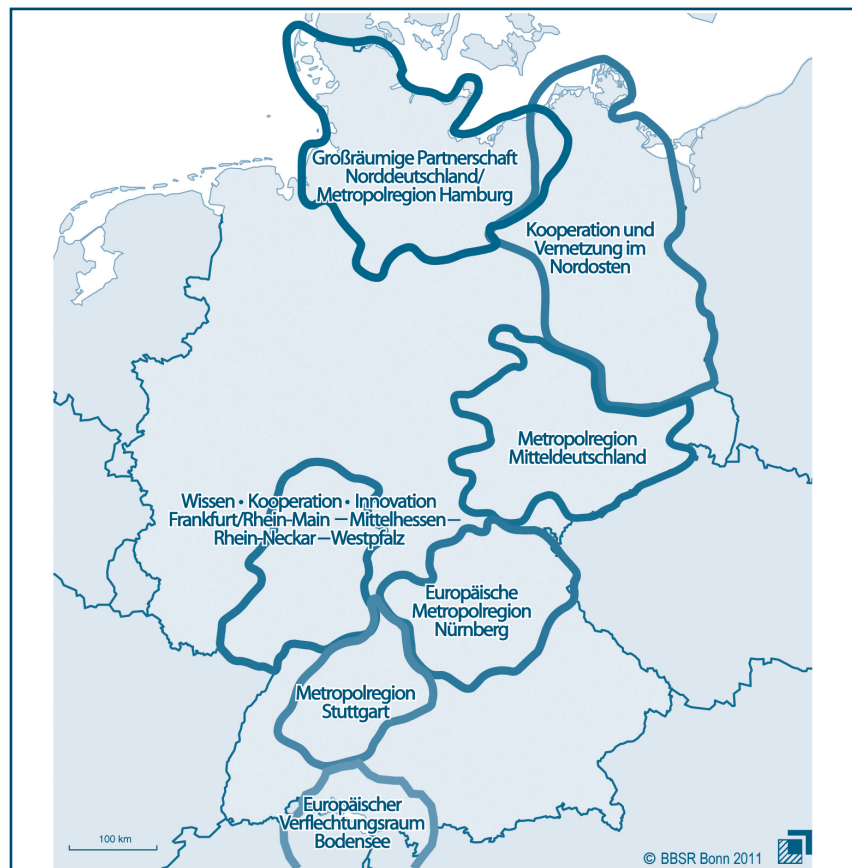 Großräumige Partnerschaft
Norddeutschland/
Metropolregion Hamburg
Kooperation und
Vernetzung im
Nordosten
Metropolregion
Mitteldeutschland
Wissen • Kooperation • Innovation
Frankfurt/Rhein-Main – Mittelhessen –
Rhein-Neckar – Westpfalz
Europäische
Metropolregion
Nürnberg
Metropolregion
Stuttgart
Europäischer
Verflechtungsraum
Bodensee
100 km
© BBSR Bonn 2011